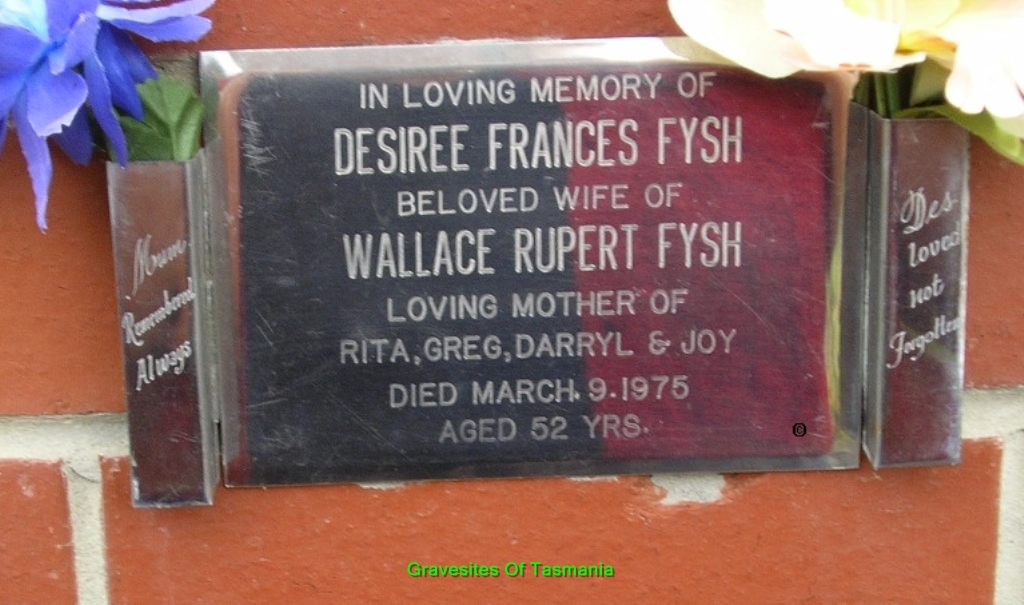 IN LOVING MEMORY OF
DESIREE FRANCES FYSH
BELOVED WIFE OF
WALLACE RUPERT FYSH
LOVING MOTHER OF
RITA, GREG, DARRYL & JOY
DIED MARCH. 9. 1975
AGED 52 YRS.
©
Mum
Remembered
Always
Des
loved
not
Forgotten
Gravesites Of Tasmania